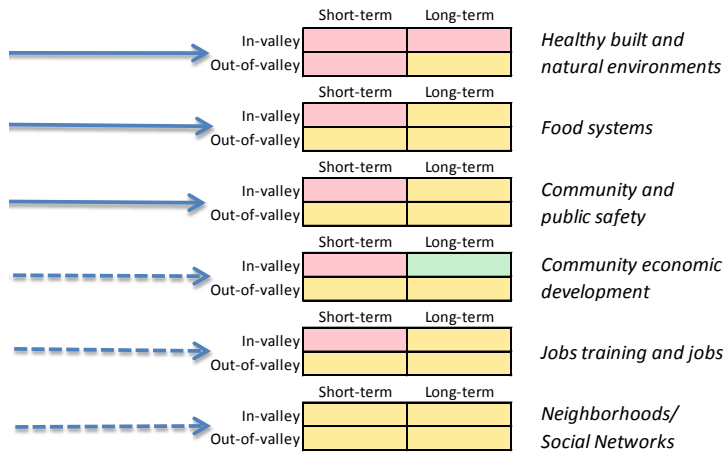 Short-term Long-term
In-valley
Out-of-valley
Healthy built and
natural environments
Short-term Long-term
In-valley
Out-of-valley
Food systems
Short-term Long-term
In-valley
Out-of-valley
Community and
public safety
Short-term Long-term
In-valley
Out-of-valley
Community economic
development
Short-term Long-term
In-valley
Out-of-valley
Jobs training and jobs
Short-term Long-term
In-valley
Out-of-valley
Neighborhoods/
Social Networks